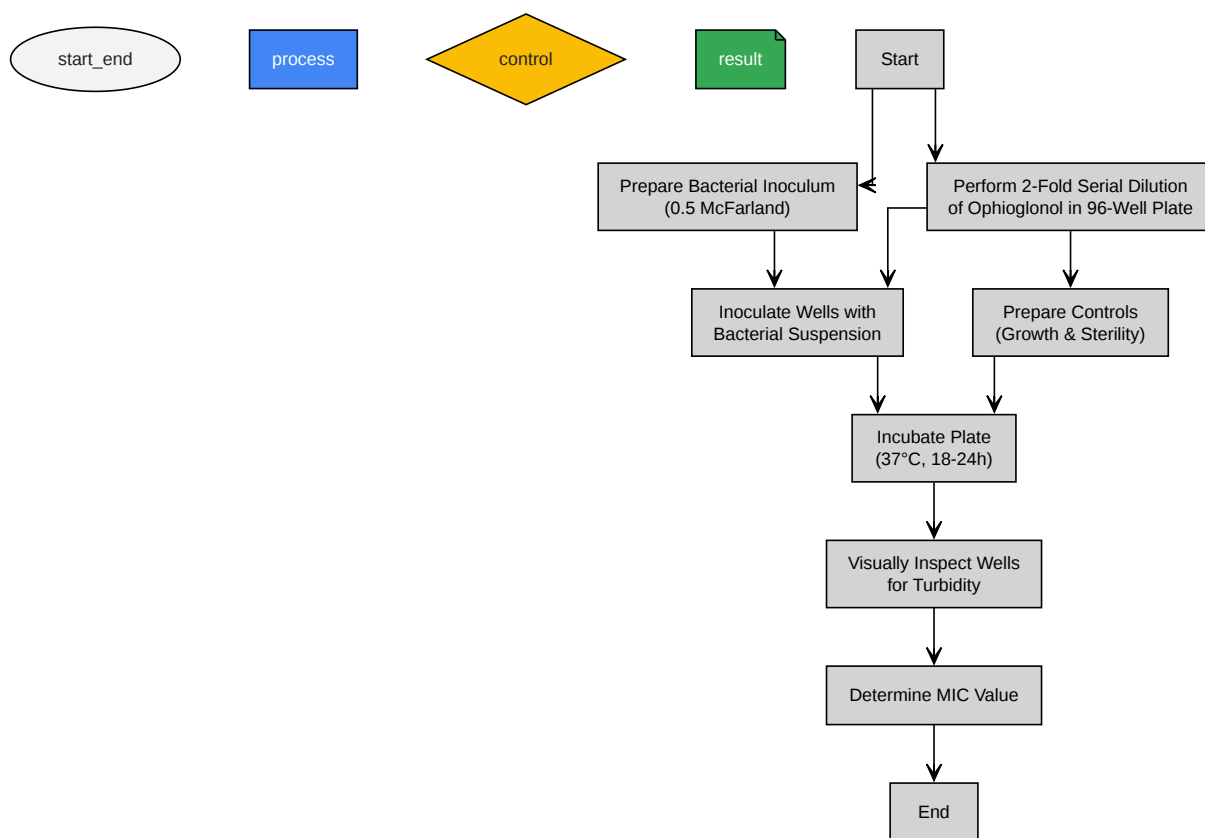 start_end
process
control
result
Start
Prepare Bacterial Inoculum
(0.5 McFarland)
Perform 2-Fold Serial Dilution
of Ophioglonol in 96-Well Plate
Inoculate Wells with
Bacterial Suspension
Prepare Controls
(Growth & Sterility)
Incubate Plate
(37°C, 18-24h)
Visually Inspect Wells
for Turbidity
Determine MIC Value
End